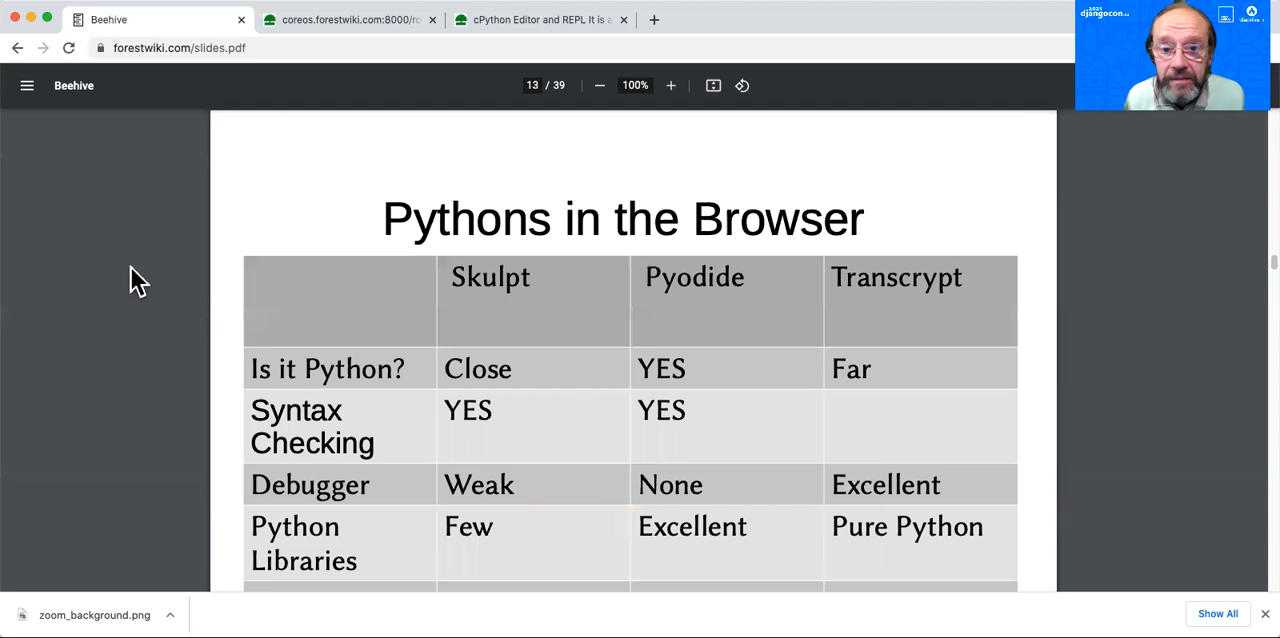 Beehive
coreos.forestwiki.com:8000/ro
cPython Editor and REPL It is a
forestwiki.com/slides.pdf
2021
djangocon
Beehive
13 / 39
100%
Pythons in the Browser
Skulpt Pyodide Transcrypt
Is it Python? Close YES Far
Syntax YES YES
Checking
Debugger Weak None Excellent
Python Few Excellent Pure Python
Libraries
zoom_background.png
Show All